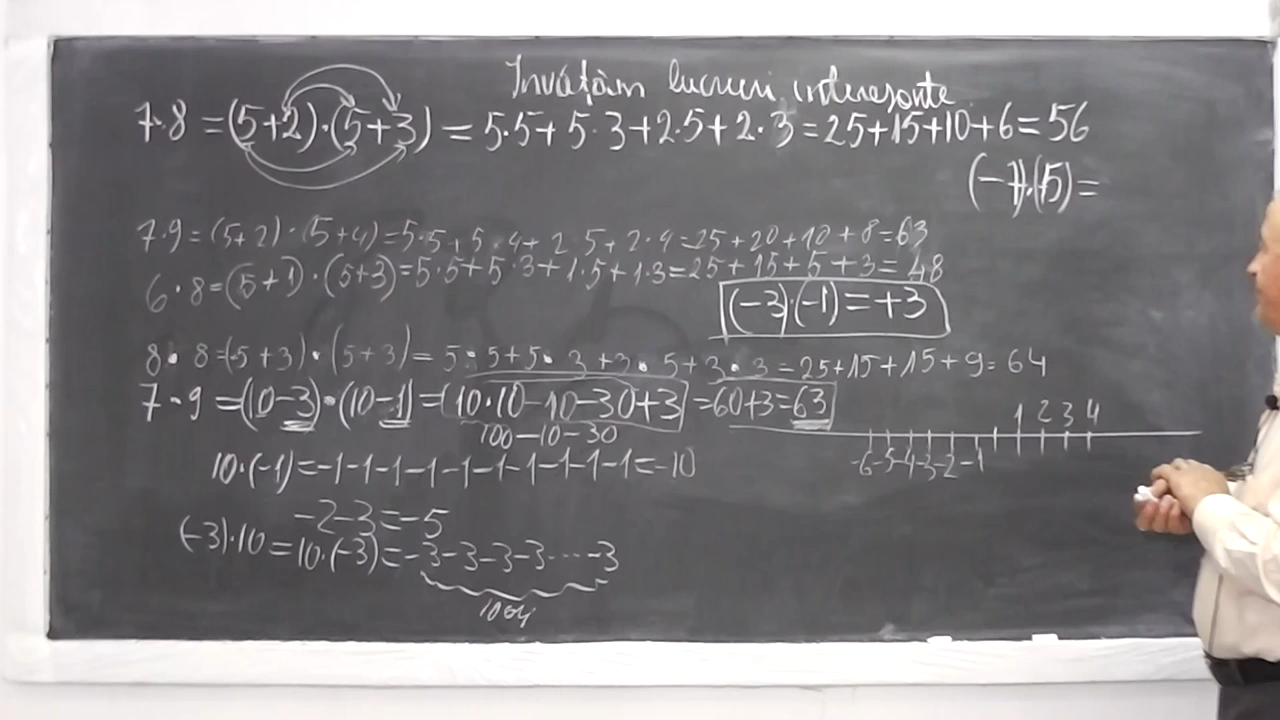 Învățăm lucruri interesante
7·8 = (5+2)·(5+3) = 5·5+5·3+2·5+2·3=25+15+10+6=56
(-7)·(-5)=
7·9=(5+2)·(5+4)=5·5+5·4+2·5+2·4=25+20+10+8=63
6·8=(5+1)·(5+3)=5·5+5·3+1·5+1·3=25+15+5+3=48
(-3)·(-1)=+3
8·8=(5+3)·(5+3)=5·5+5·3+3·5+3·3=25+15+15+9=64
7·9=(10-3)·(10-1)=(10·10-10-30+3=60+3=63
1 2 3 4
100-10-30
-6-5-4-3-2-1
10·(-1)=-1-1-1-1-1-1-1-1-1-1=-10
-2-3=-5
(-3)·10=10·(-3)=-3-3-3-3....-3
10 ori